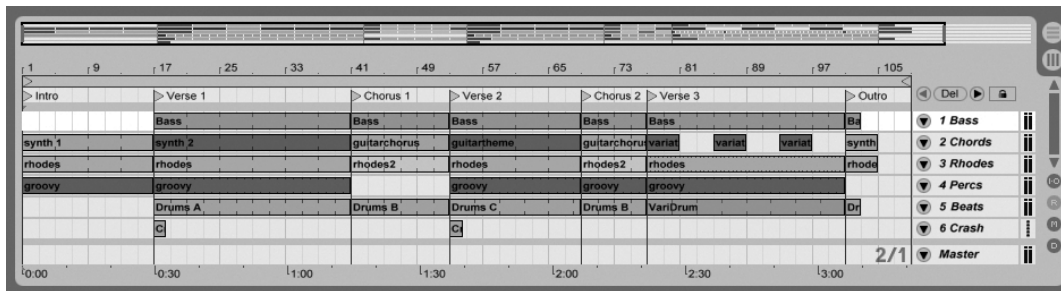 1 9 17 25 33 41 49 57 65 73 81 89 97 105
Intro Verse 1 Chorus 1 Verse 2 Chorus 2 Verse 3 Outro Del
Bass Bass Bass Bass Bass Ba 1 Bass
synth 1 synth 2 guitarchorus guitartheme guitarchorus variat variat variat synth 2 Chords
rhodes rhodes rhodes2 rhodes rhodes2 rhodes rhode 3 Rhodes
groovy groovy groovy groovy groovy 4 Percs
Drums A Drums B Drums C Drums B VariDrum Dr 5 Beats
C C 6 Crash
2/1 Master
0:00 0:30 1:00 1:30 2:00 2:30 3:00
I·O
R
M
D